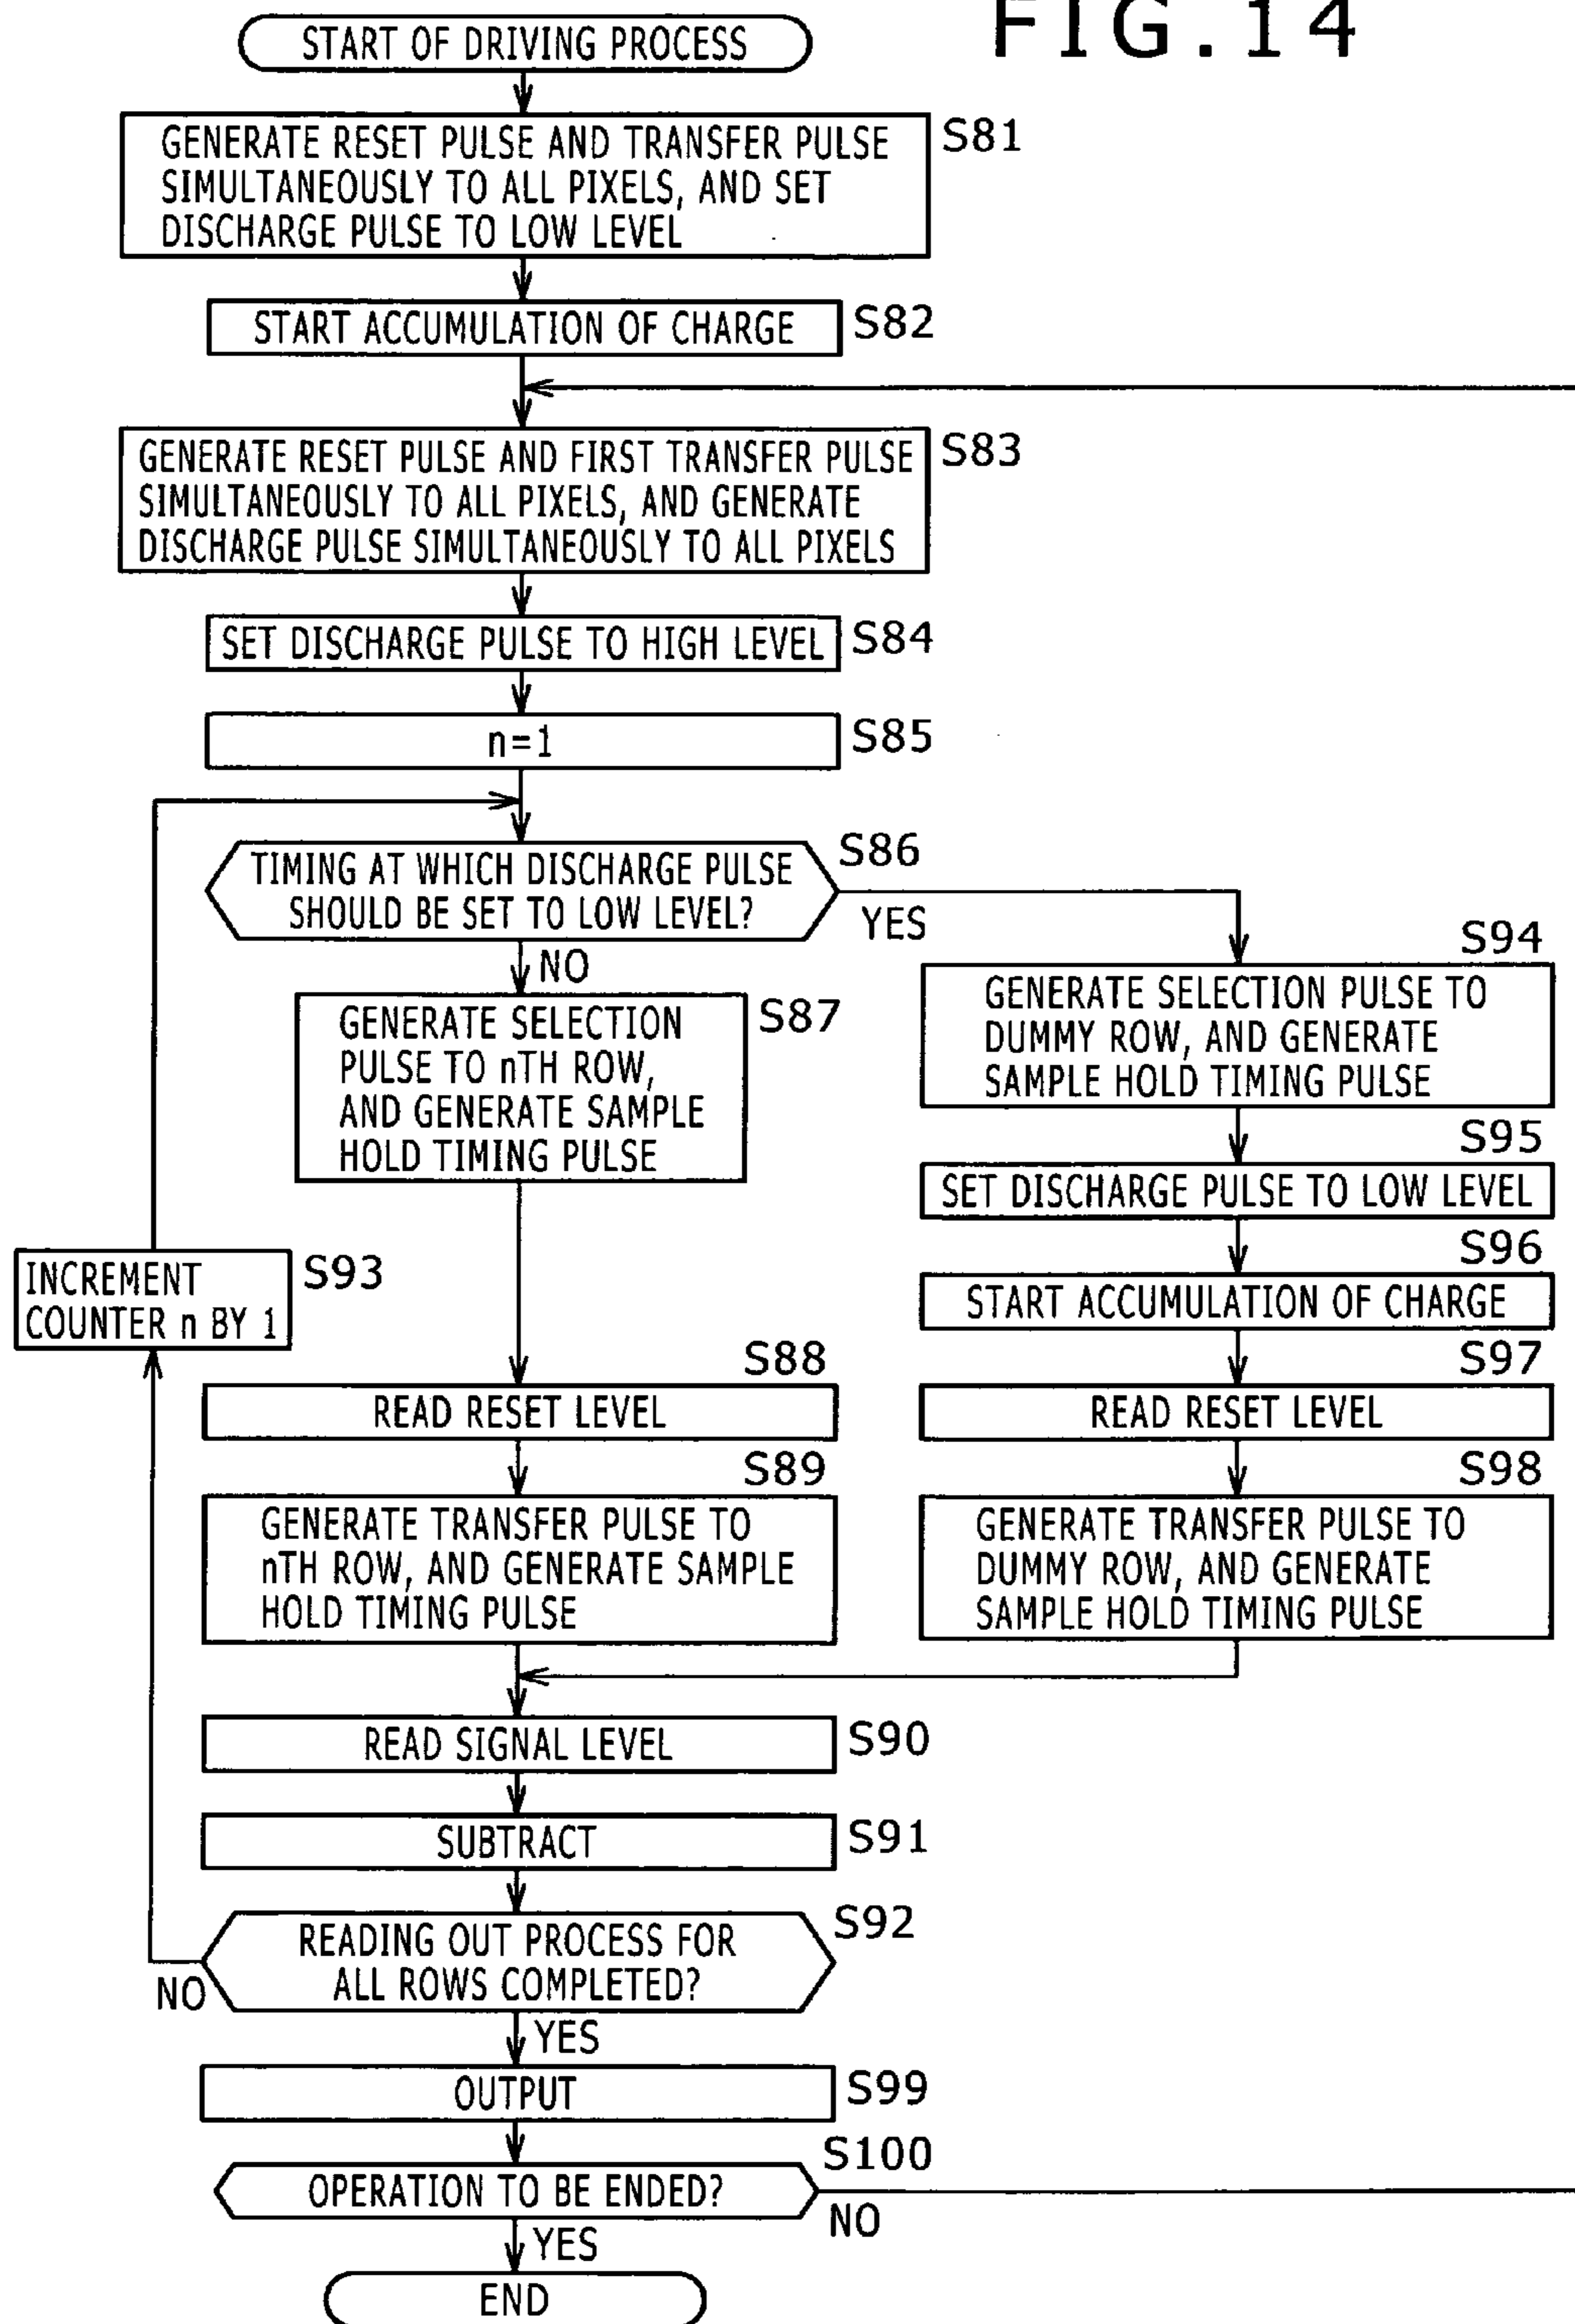 FIG.14
START OF DRIVING PROCESS
GENERATE RESET PULSE AND TRANSFER PULSE
SIMULTANEOUSLY TO ALL PIXELS, AND SET
DISCHARGE PULSE TO LOW LEVEL
S81
START ACCUMULATION OF CHARGE
S82
GENERATE RESET PULSE AND FIRST TRANSFER PULSE
SIMULTANEOUSLY TO ALL PIXELS, AND GENERATE
DISCHARGE PULSE SIMULTANEOUSLY TO ALL PIXELS
S83
SET DISCHARGE PULSE TO HIGH LEVEL
S84
n=1
S85
TIMING AT WHICH DISCHARGE PULSE
SHOULD BE SET TO LOW LEVEL?
S86
YES
NO
GENERATE SELECTION
PULSE TO nTH ROW,
AND GENERATE SAMPLE
HOLD TIMING PULSE
S87
S94
GENERATE SELECTION PULSE TO
DUMMY ROW, AND GENERATE
SAMPLE HOLD TIMING PULSE
S95
SET DISCHARGE PULSE TO LOW LEVEL
INCREMENT
COUNTER n BY 1
S93
S96
START ACCUMULATION OF CHARGE
S88
READ RESET LEVEL
S97
READ RESET LEVEL
S89
GENERATE TRANSFER PULSE TO
nTH ROW, AND GENERATE SAMPLE
HOLD TIMING PULSE
S98
GENERATE TRANSFER PULSE TO
DUMMY ROW, AND GENERATE
SAMPLE HOLD TIMING PULSE
READ SIGNAL LEVEL
S90
SUBTRACT
S91
READING OUT PROCESS FOR
ALL ROWS COMPLETED?
S92
NO
YES
OUTPUT
S99
OPERATION TO BE ENDED?
S100
NO
YES
END